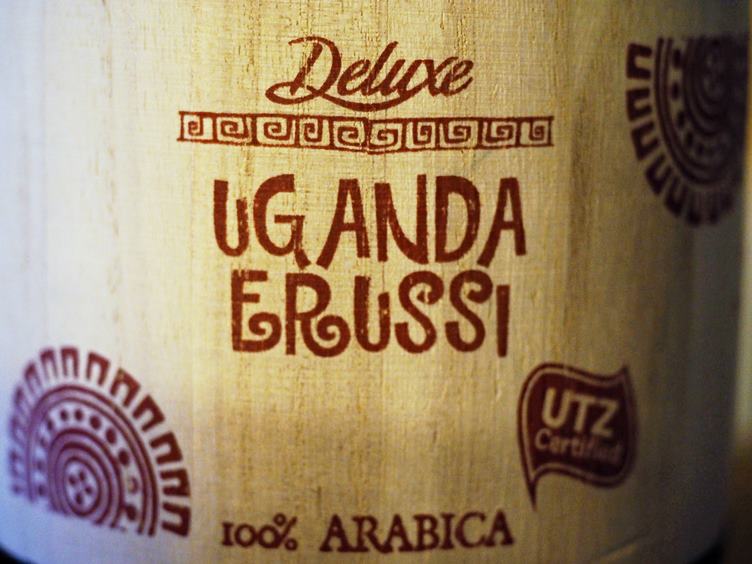 Deluxe
UGANDA
ERUSSI
UTZ
Certified
100% ARABICA